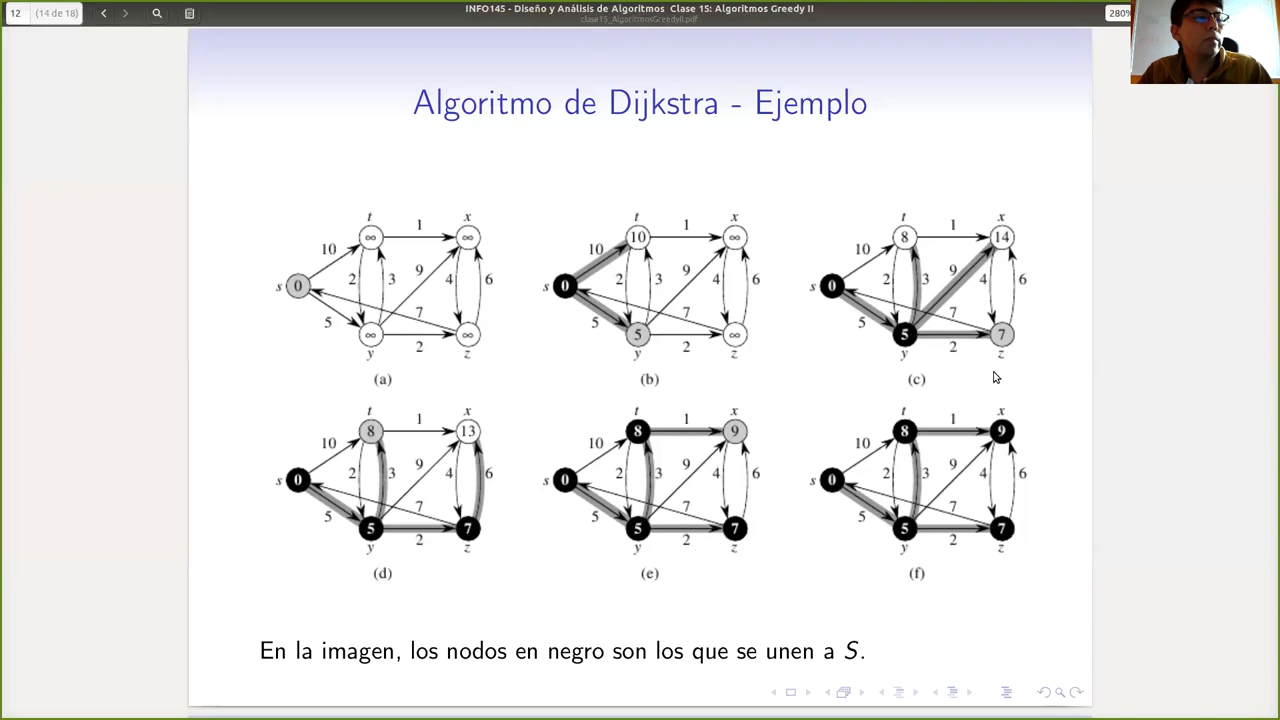 12 (14 de 18)
INFO145 - Diseño y Análisis de Algoritmos Clase 15: Algoritmos Greedy II
clase15_AlgoritmosGreedyII.pdf
280%
Algoritmo de Dijkstra - Ejemplo
t x
1
10 ∞ ∞
9
s 0 2 3 4 6
7
5 ∞ ∞
2
y z
(a)
t x
1
10 10 ∞
9
s 0 2 3 4 6
7
5 5 ∞
2
y z
(b)
t x
1
10 8 14
9
s 0 2 3 4 6
7
5 5 7
2
y z
(c)
t x
1
10 8 13
9
s 0 2 3 4 6
7
5 5 7
2
y z
(d)
t x
1
10 8 9
9
s 0 2 3 4 6
7
5 5 7
2
y z
(e)
t x
1
10 8 9
9
s 0 2 3 4 6
7
5 5 7
2
y z
(f)
En la imagen, los nodos en negro son los que se unen a S.